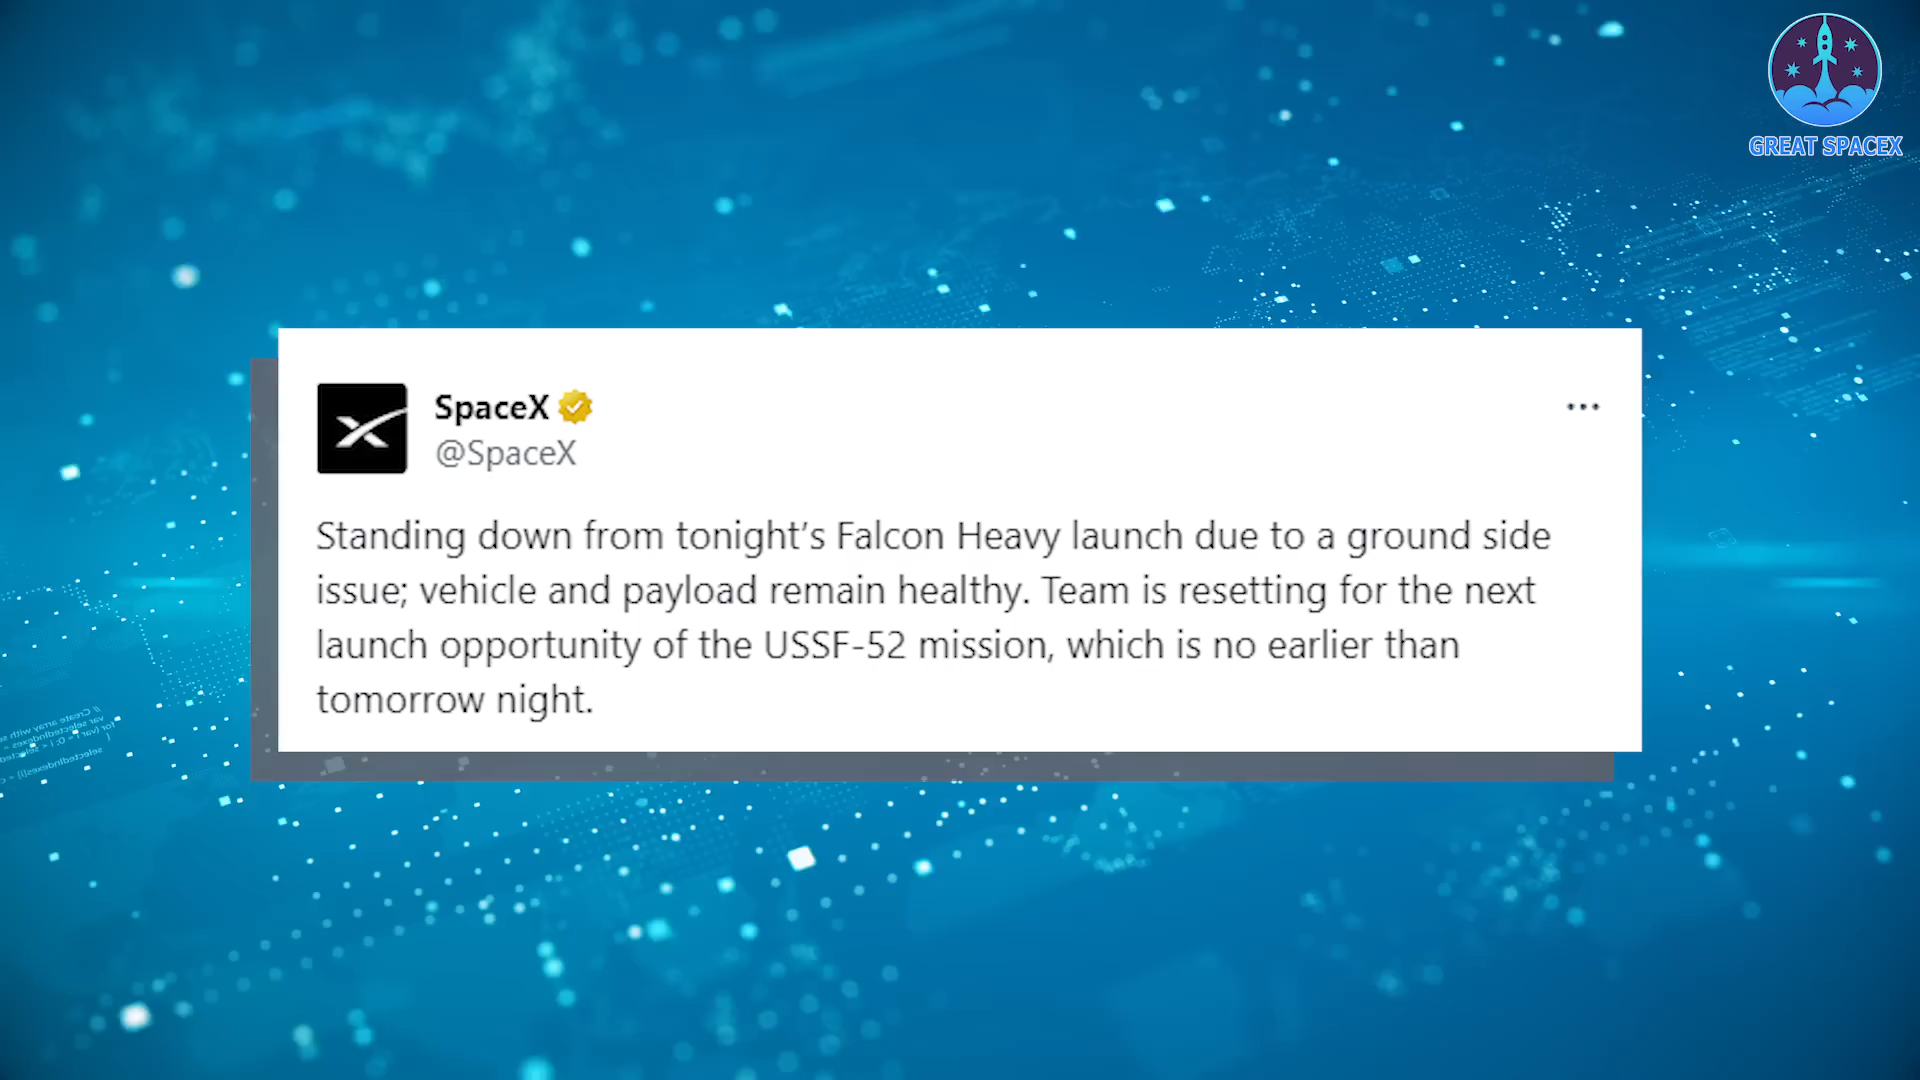 GREAT SPACEX
SpaceX
@SpaceX
Standing down from tonight’s Falcon Heavy launch due to a ground side
issue; vehicle and payload remain healthy. Team is resetting for the next
launch opportunity of the USSF-52 mission, which is no earlier than
tomorrow night.